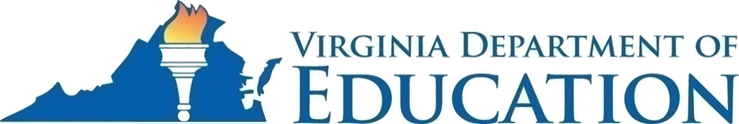 VIRGINIA DEPARTMENT OF
EDUCATION